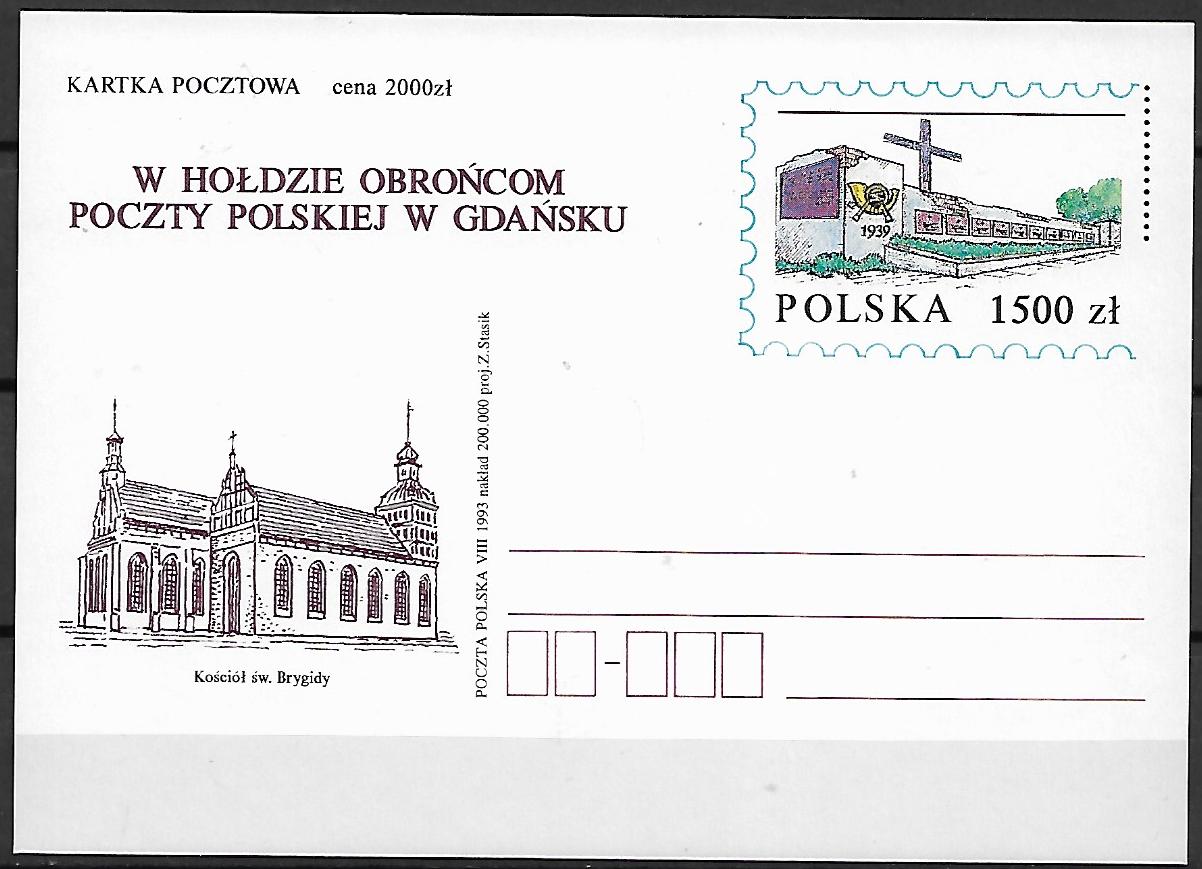 KARTKA POCZTOWA cena 2000zł
W HOŁDZIE OBROŃCOM
POCZTY POLSKIEJ W GDAŃSKU
1939
POLSKA 1500 zł
POCZTA POLSKA VIII 1993 nakład 200.000 proj.Z.Stasik
Kościół św. Brygidy